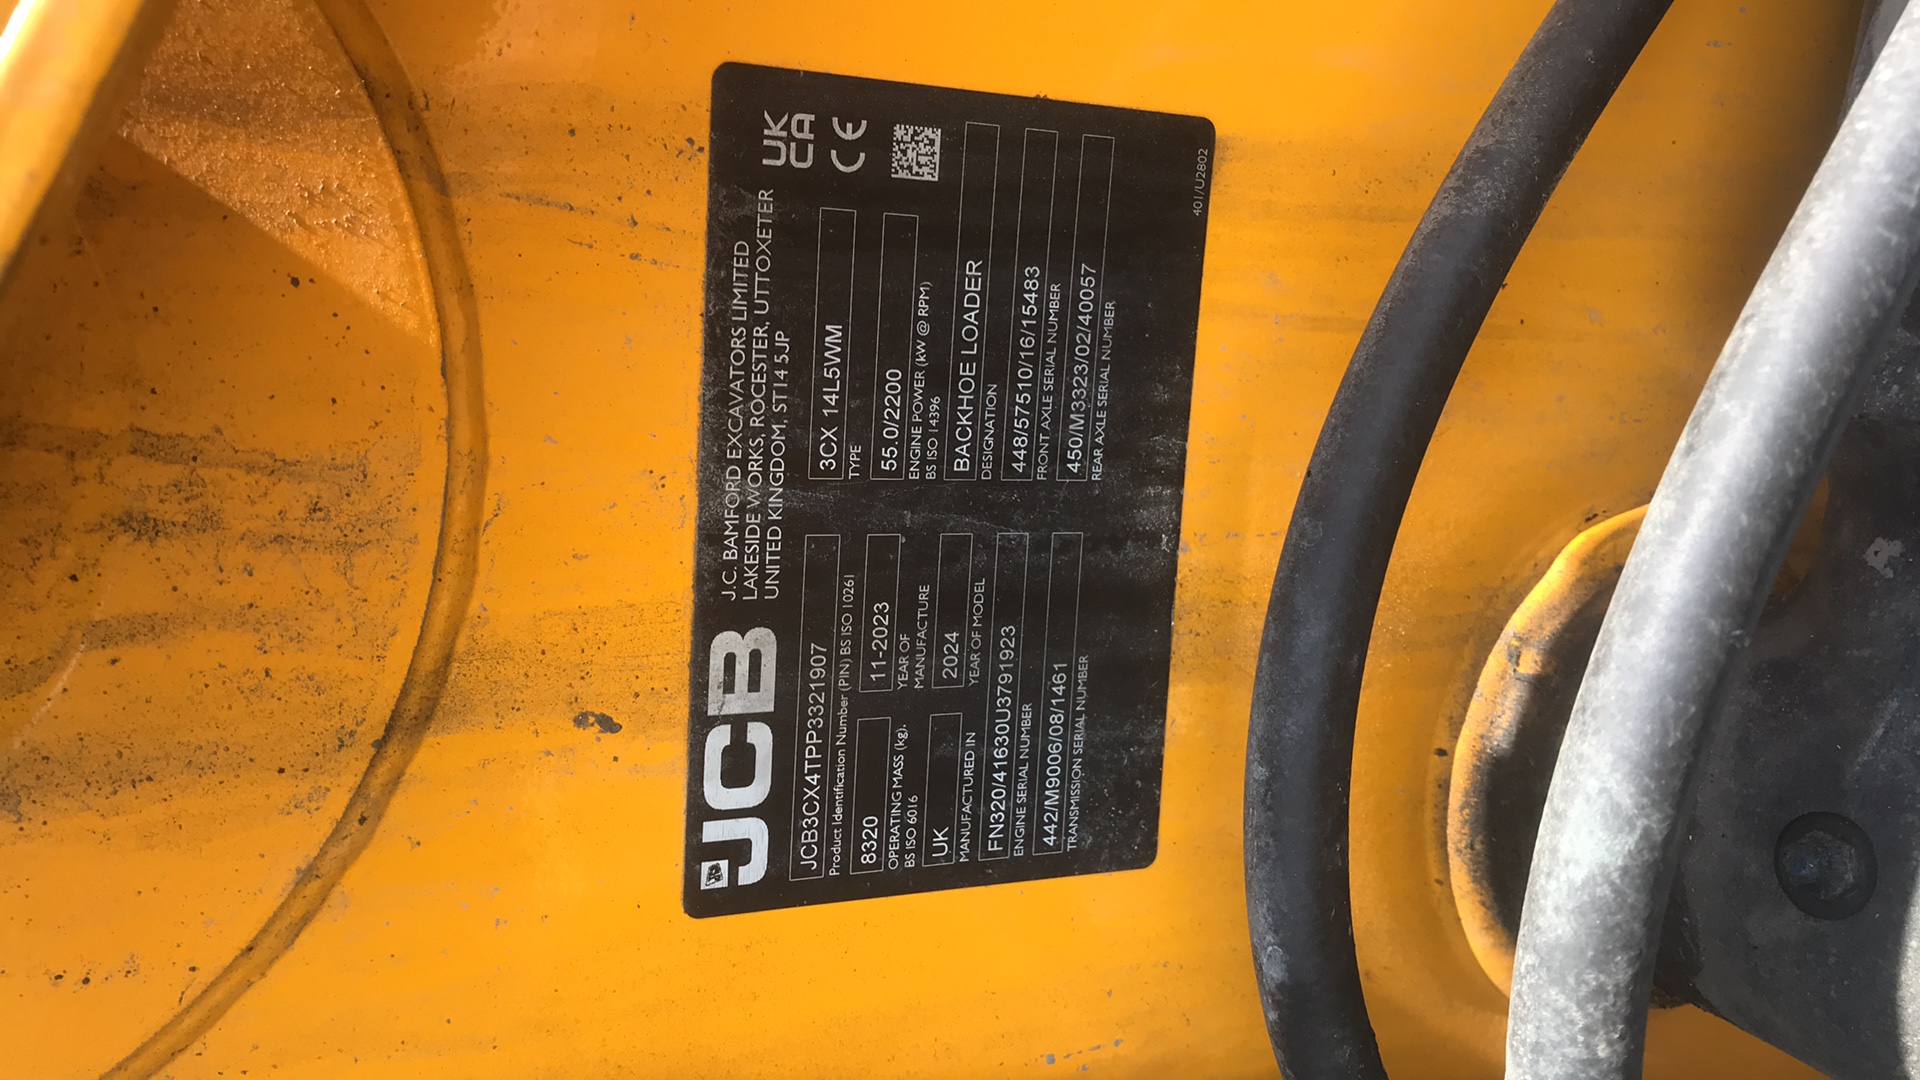 JCB
J.C. BAMFORD EXCAVATORS LIMITED
LAKESIDE WORKS, ROCESTER, UTTOXETER
UNITED KINGDOM, ST14 5JP
UK
CA
CE
JCB3CX4TPP3321907
Product Identification Number (PIN) BS ISO 10261
8320
OPERATING MASS (kg).
BS ISO 6016
11-2023
YEAR OF
MANUFACTURE
UK
MANUFACTURED IN
2024
YEAR OF MODEL
FN320/41630U3791923
ENGINE SERIAL NUMBER
442/M9006/08/1461
TRANSMISSION SERIAL NUMBER
3CX 14L5WM
TYPE
55.0/2200
ENGINE POWER (kW @ RPM)
BS ISO 14396
BACKHOE LOADER
DESIGNATION
448/57510/16/15483
FRONT AXLE SERIAL NUMBER
450/M3323/02/40057
REAR AXLE SERIAL NUMBER
401/U2802